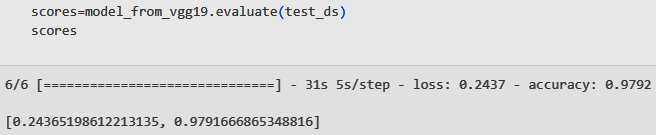 scores=model_from_vgg19.evaluate(test_ds)
scores
6/6 [==============================] - 31s 5s/step - loss: 0.2437 - accuracy: 0.9792
[0.24365198612213135, 0.9791666865348816]